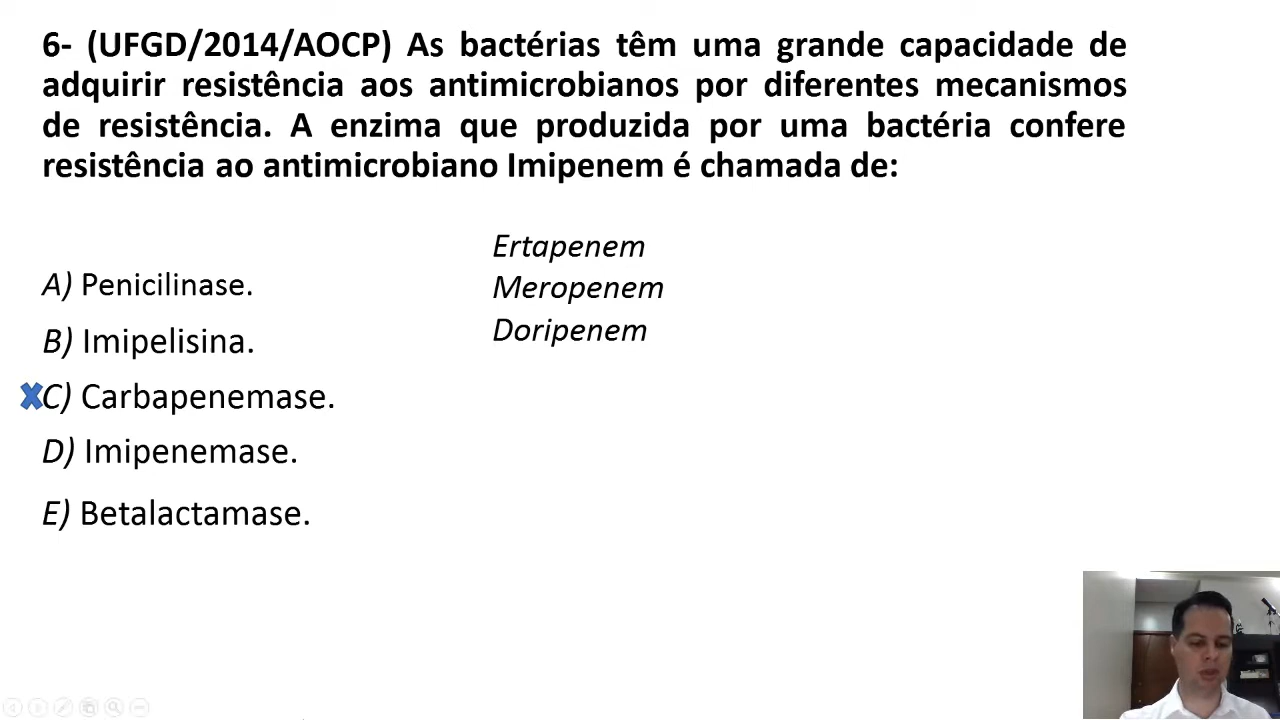 6- (UFGD/2014/AOCP) As bactérias têm uma grande capacidade de
adquirir resistência aos antimicrobianos por diferentes mecanismos
de resistência. A enzima que produzida por uma bactéria confere
resistência ao antimicrobiano Imipenem é chamada de:
A) Penicilinase.
B) Imipelisina.
C) Carbapenemase.
D) Imipenemase.
E) Betalactamase.
Ertapenem
Meropenem
Doripenem